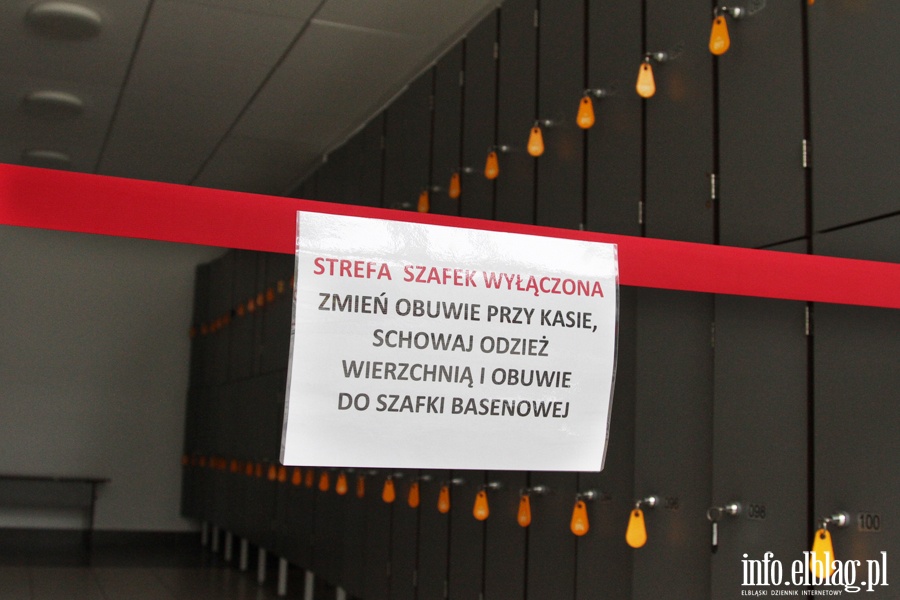 STREFA SZAFEK WYŁĄCZONA
ZMIEŃ OBUWIE PRZY KASIE,
SCHOWAJ ODZIEŻ
WIERZCHNIĄ I OBUWIE
DO SZAFKI BASENOWEJ
098
100
info.elblag.pl
ELBLĄSKI DZIENNIK INTERNETOWY